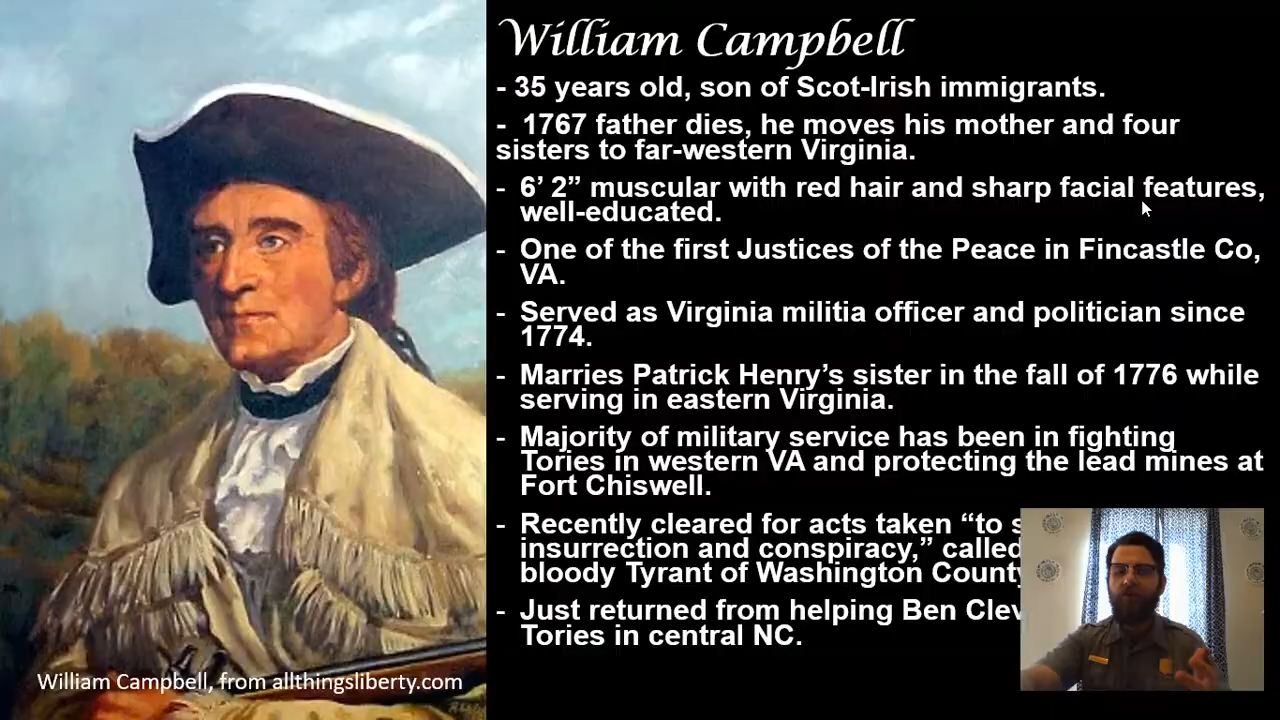 William Campbell
- 35 years old, son of Scot-Irish immigrants.
- 1767 father dies, he moves his mother and four
sisters to far-western Virginia.
- 6’ 2” muscular with red hair and sharp facial features,
well-educated.
- One of the first Justices of the Peace in Fincastle Co,
VA.
- Served as Virginia militia officer and politician since
1774.
- Marries Patrick Henry’s sister in the fall of 1776 while
serving in eastern Virginia.
- Majority of military service has been in fighting
Tories in western VA and protecting the lead mines at
Fort Chiswell.
- Recently cleared for acts taken “to
insurrection and conspiracy,” called
bloody Tyrant of Washington County
- Just returned from helping Ben
Tories in central NC.
William Campbell, from allthingsliberty.com